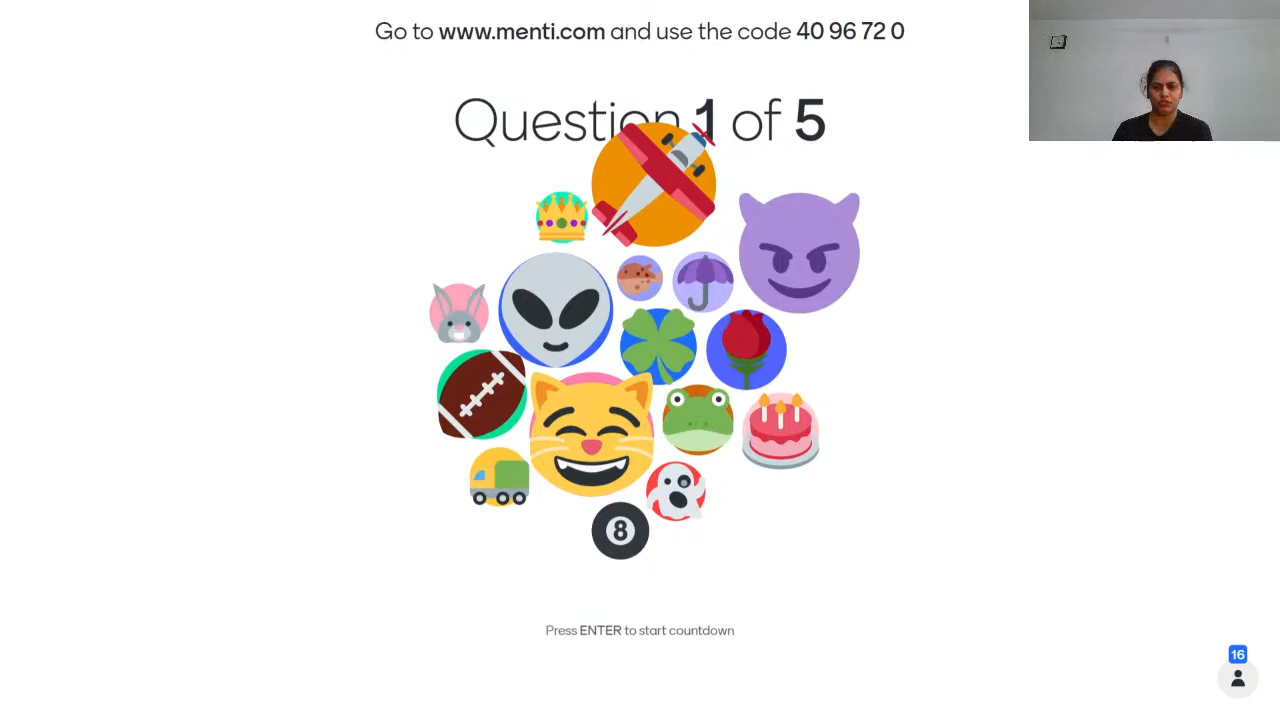 Go to www.menti.com and use the code 40 96 72 0
Question 1 of 5
8
Press ENTER to start countdown
16